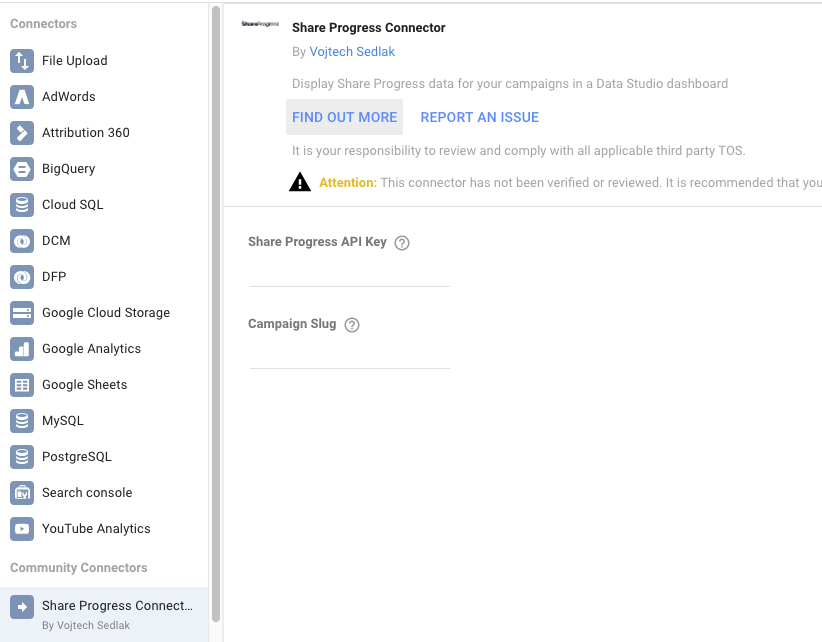 Connectors
File Upload
AdWords
Attribution 360
BigQuery
Cloud SQL
DCM
DFP
Google Cloud Storage
Google Analytics
Google Sheets
MySQL
PostgreSQL
Search console
YouTube Analytics
Community Connectors
Share Progress Connect...
By Vojtech Sedlak
ShareProgress
Share Progress Connector
By Vojtech Sedlak
Display Share Progress data for your campaigns in a Data Studio dashboard
FIND OUT MORE REPORT AN ISSUE
It is your responsibility to review and comply with all applicable third party TOS.
Attention: This connector has not been verified or reviewed. It is recommended that you
Share Progress API Key ?
Campaign Slug ?